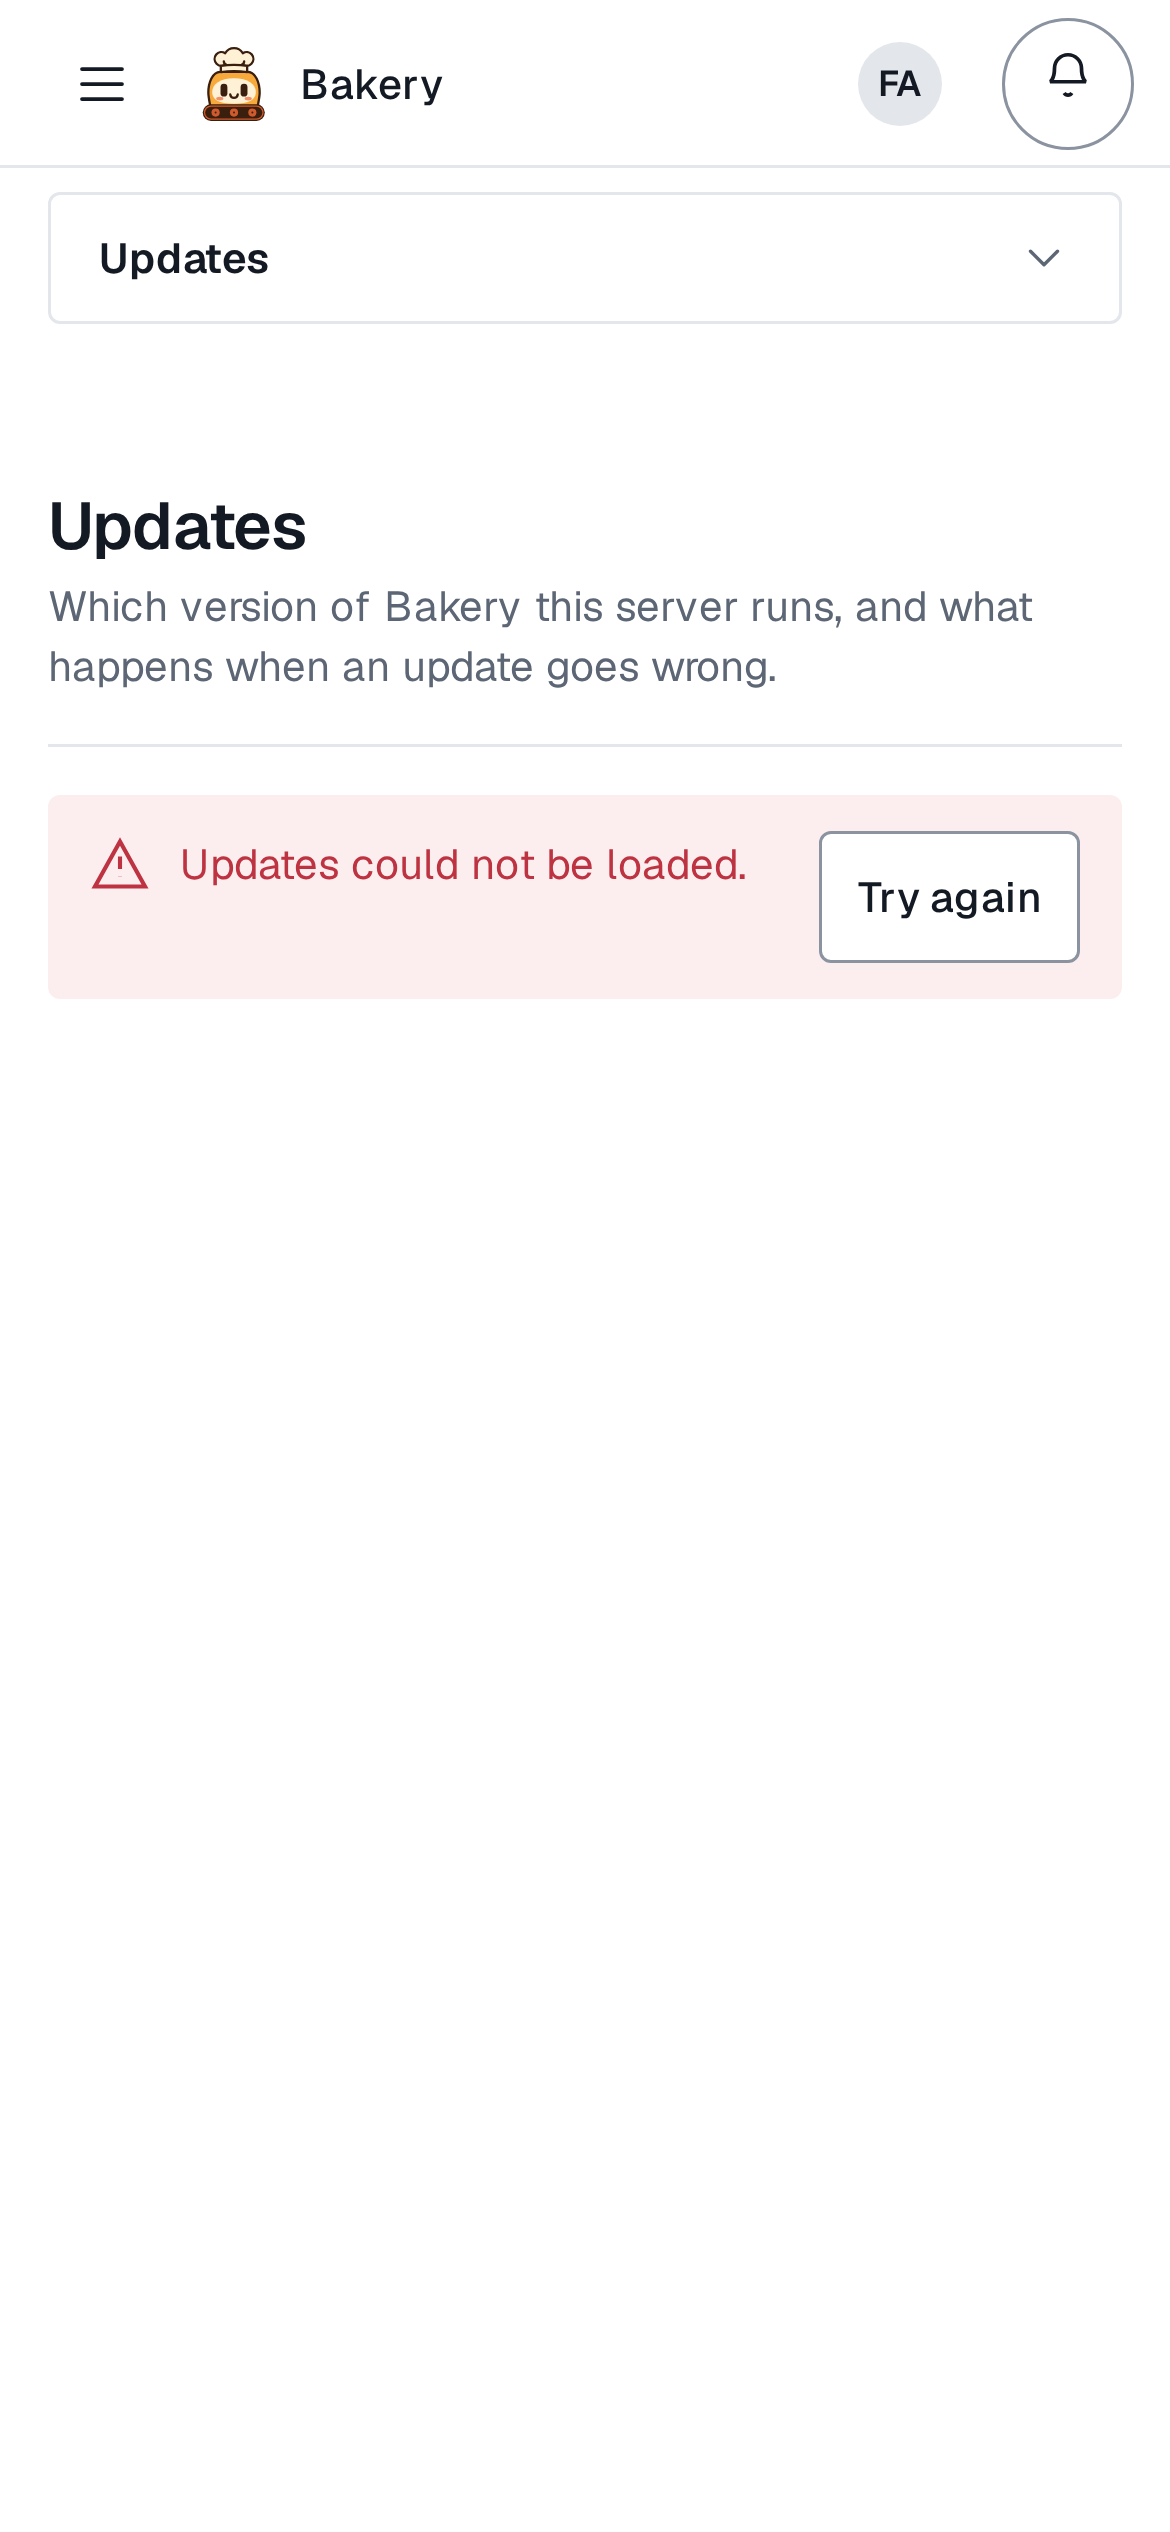 Bakery
FA
Updates
Updates
Which version of Bakery this server runs, and what
happens when an update goes wrong.
Updates could not be loaded.
Try again